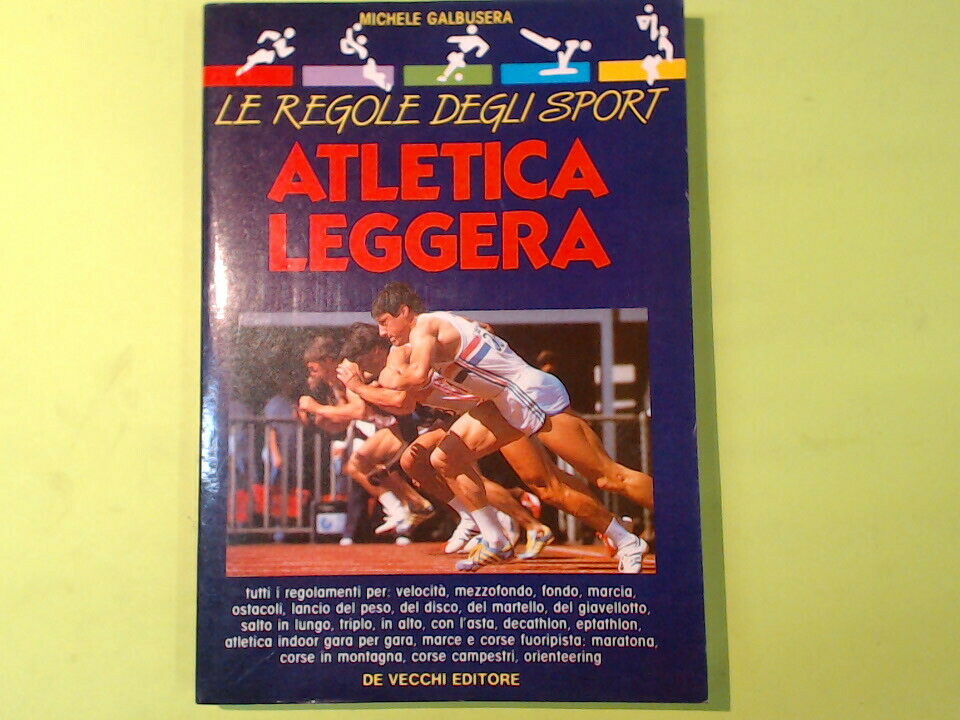 MICHELE GALBUSERA
LE REGOLE DEGLI SPORT
ATLETICA
LEGGERA
tutti i regolamenti per: velocità, mezzofondo, fondo, marcia,
ostacoli, lancio del peso, del disco, del martello, del giavellotto,
salto in lungo, triplo, in alto, con l'asta, decathlon, eptathlon,
atletica indoor gara per gara, marce e corse fuoripista: maratona,
corse in montagna, corse campestri, orienteering
DE VECCHI EDITORE